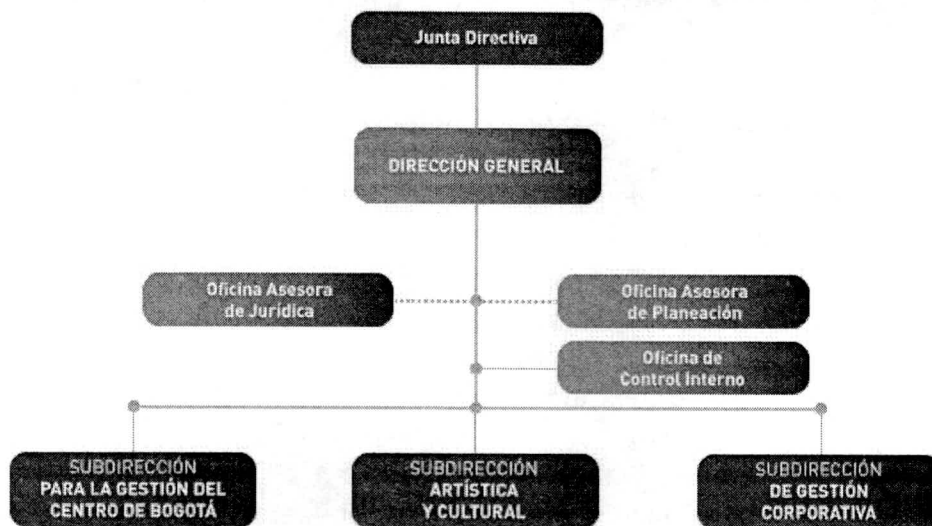 Junta Directiva
DIRECCIÓN GENERAL
Oficina Asesora
de Jurídica
Oficina Asesora
de Planeación
Oficina de
Control Interno
SUBDIRECCIÓN
PARA LA GESTIÓN DEL
CENTRO DE BOGOTÁ
SUBDIRECCIÓN
ARTÍSTICA
Y CULTURAL
SUBDIRECCIÓN
DE GESTIÓN
CORPORATIVA